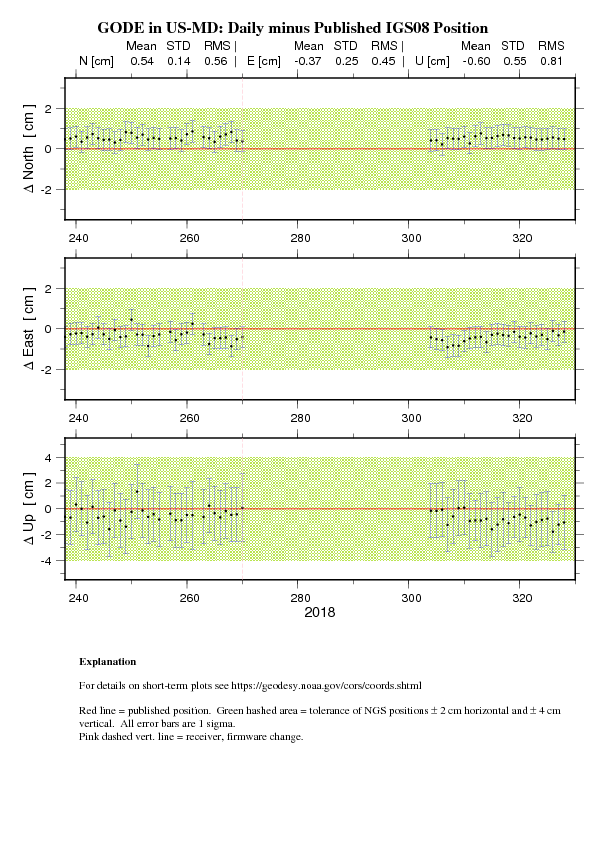 GODE in US-MD: Daily minus Published IGS08 Position
Mean STD RMS | Mean STD RMS | Mean STD RMS
N [cm] 0.54 0.14 0.56 | E [cm] -0.37 0.25 0.45 | U [cm] -0.60 0.55 0.81
Δ North [ cm ]
2
0
-2
240 260 280 300 320
Δ East [ cm ]
2
0
-2
240 260 280 300 320
Δ Up [ cm ]
4
2
0
-2
-4
240 260 280 300 320
2018
Explanation
For details on short-term plots see https://geodesy.noaa.gov/cors/coords.shtml
Red line = published position. Green hashed area = tolerance of NGS positions ± 2 cm horizontal and ± 4 cm
vertical. All error bars are 1 sigma.
Pink dashed vert. line = receiver, firmware change.